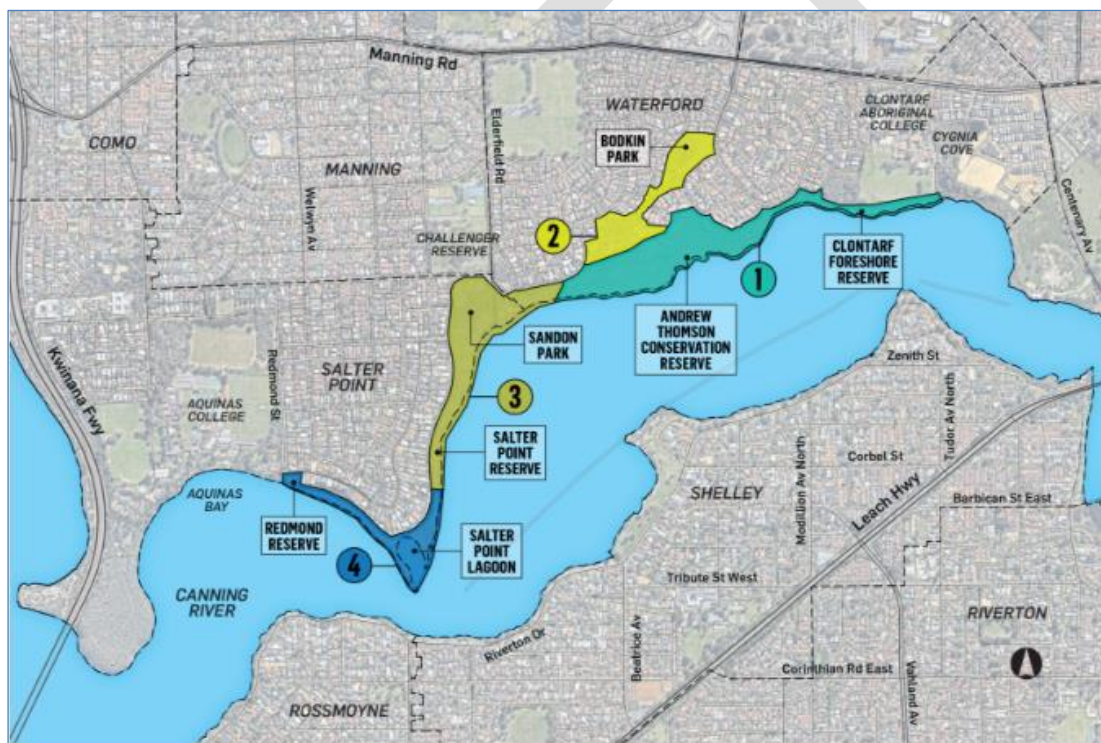 Manning Rd
COMO
MANNING
Elderfield Rd
Welwyn Av
WATERFORD
BODKIN
PARK
CLONTARF
ABORIGINAL
COLLEGE
CYGNIA
COVE
Centenary Av
CHALLENGER
RESERVE
2
1
CLONTARF
FORESHORE
RESERVE
ANDREW
THOMSON
CONSERVATION
RESERVE
SANDON
PARK
Kwinana Fwy
Redmond St
SALTER
POINT
AQUINAS
COLLEGE
3
SALTER
POINT
RESERVE
Zenith St
Tudor Av North
Corbel St
SHELLEY
Modillion Av North
Leach Hwy
Barbican St East
AQUINAS
BAY
REDMOND
RESERVE
4
SALTER
POINT
LAGOON
CANNING
RIVER
Tribute St West
RIVERTON
Riverton Dr
Beatrice Av
Corinthian Rd East
Vahland Av
ROSSMOYNE